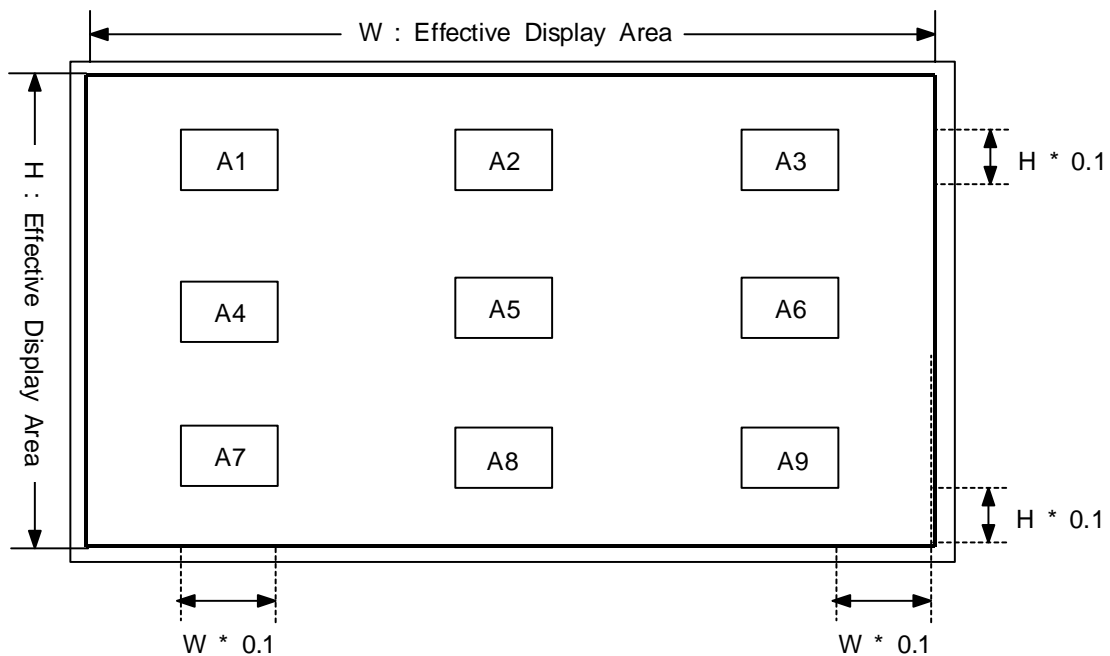 W : Effective Display Area
H : Effective Display Area
A1 A2 A3
H * 0.1
A4 A5 A6
A7 A8 A9
H * 0.1
W * 0.1 W * 0.1